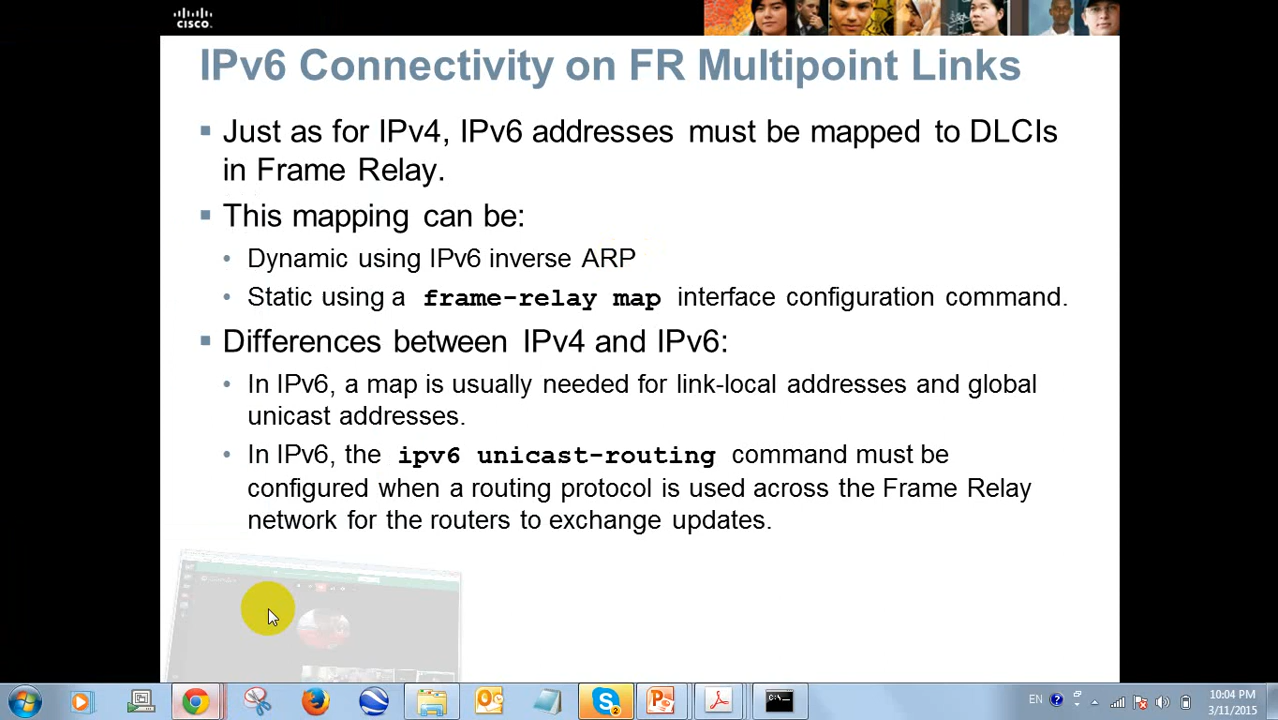 CISCO.
IPv6 Connectivity on FR Multipoint Links
Just as for IPv4, IPv6 addresses must be mapped to DLCIs
in Frame Relay.
This mapping can be:
Dynamic using IPv6 inverse ARP
Static using a frame-relay map interface configuration command.
Differences between IPv4 and IPv6:
In IPv6, a map is usually needed for link-local addresses and global
unicast addresses.
In IPv6, the ipv6 unicast-routing command must be
configured when a routing protocol is used across the Frame Relay
network for the routers to exchange updates.
EN
10:04 PM
3/11/2015